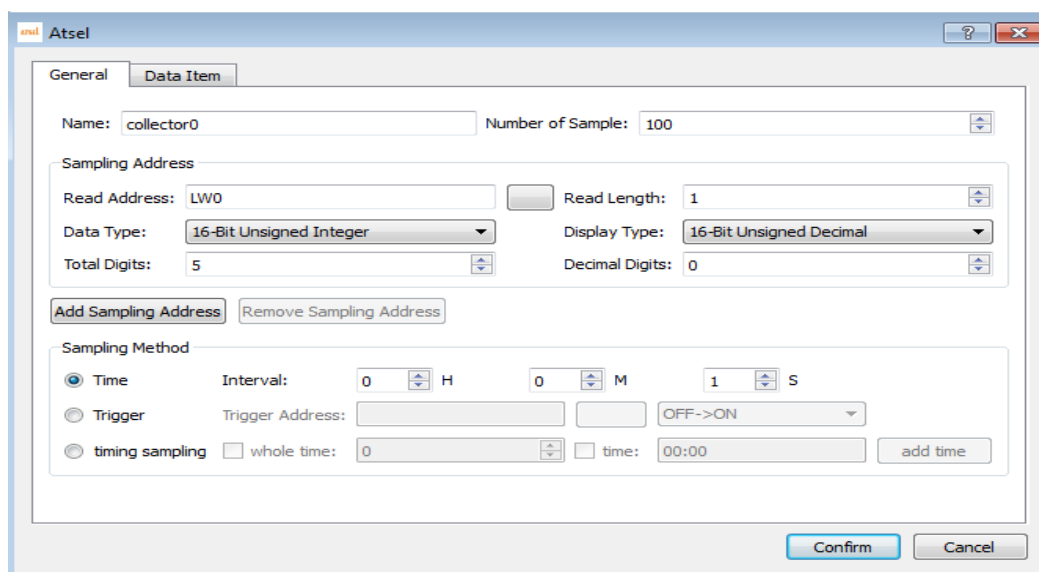 atsel Atsel
General Data Item
Name: collector0 Number of Sample: 100
Sampling Address
Read Address: LW0 Read Length: 1
Data Type: 16-Bit Unsigned Integer Display Type: 16-Bit Unsigned Decimal
Total Digits: 5 Decimal Digits: 0
Add Sampling Address Remove Sampling Address
Sampling Method
Time Interval: 0 H 0 M 1 S
Trigger Trigger Address: OFF->ON
timing sampling whole time: 0 time: 00:00 add time
Confirm Cancel